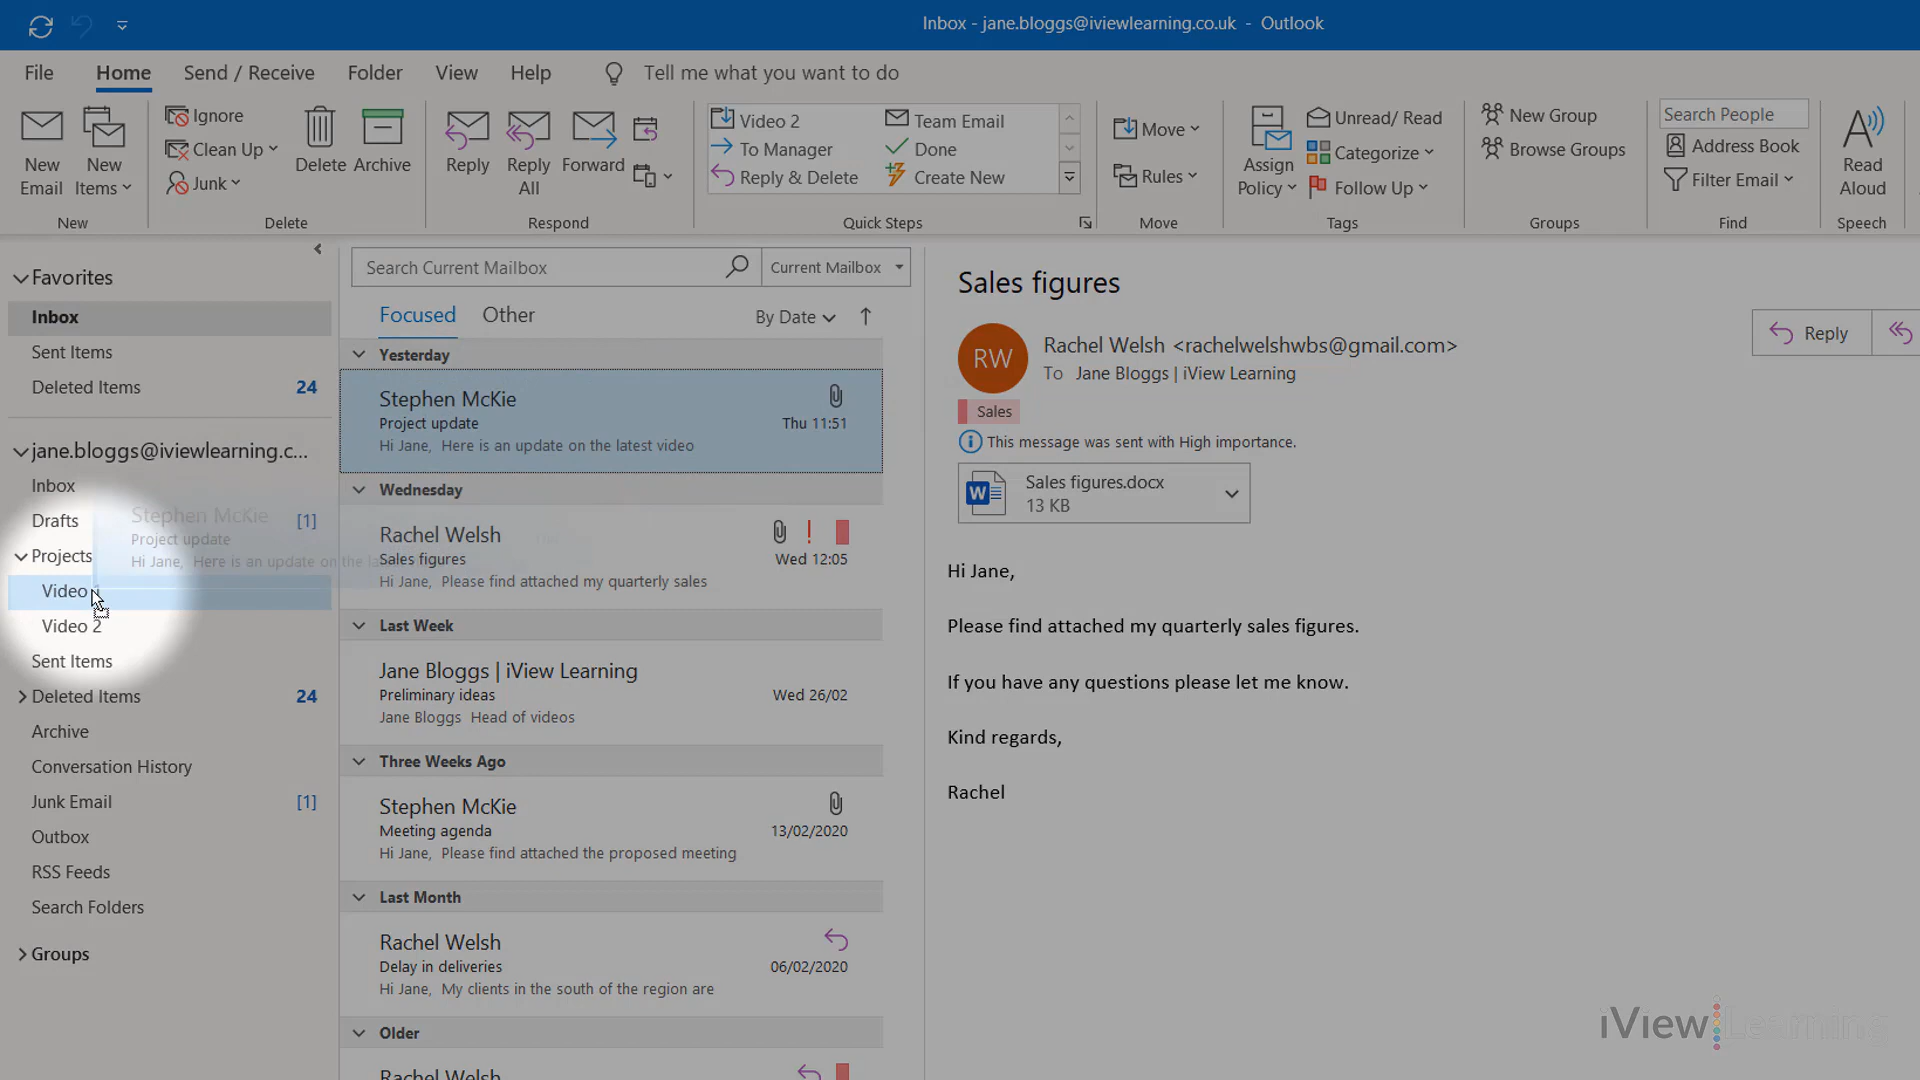 Inbox - jane.bloggs@iviewlearning.co.uk - Outlook
File Home Send / Receive Folder View Help Tell me what you want to do
New Email
New Items
New
Ignore
Clean Up
Junk
Delete
Archive
Delete
Reply
Reply All
Forward
Respond
Video 2
To Manager
Reply & Delete
Team Email
Done
Create New
Quick Steps
Move
Rules
Move
Assign Policy
Unread/ Read
Categorize
Follow Up
Tags
New Group
Browse Groups
Groups
Search People
Address Book
Filter Email
Find
Read Aloud
Speech
Favorites
Inbox
Sent Items
Deleted Items 24
jane.bloggs@iviewlearning.c...
Inbox
Drafts [1]
Projects
Video
Video 2
Sent Items
Deleted Items 24
Archive
Conversation History
Junk Email [1]
Outbox
RSS Feeds
Search Folders
Groups
Stephen McKie
Project update
Hi Jane, Here is an update on the la
Search Current Mailbox Current Mailbox
Focused Other By Date
Yesterday
Stephen McKie
Project update Thu 11:51
Hi Jane, Here is an update on the latest video
Wednesday
Rachel Welsh
Sales figures Wed 12:05
Hi Jane, Please find attached my quarterly sales
Last Week
Jane Bloggs | iView Learning
Preliminary ideas Wed 26/02
Jane Bloggs Head of videos
Three Weeks Ago
Stephen McKie
Meeting agenda 13/02/2020
Hi Jane, Please find attached the proposed meeting
Last Month
Rachel Welsh
Delay in deliveries 06/02/2020
Hi Jane, My clients in the south of the region are
Older
Rachel Welsh
Sales figures
RW
Rachel Welsh <rachelwelshwbs@gmail.com>
To Jane Bloggs | iView Learning
Reply
Sales
This message was sent with High importance.
Sales figures.docx
13 KB
Hi Jane,
Please find attached my quarterly sales figures.
If you have any questions please let me know.
Kind regards,
Rachel
iView Learning